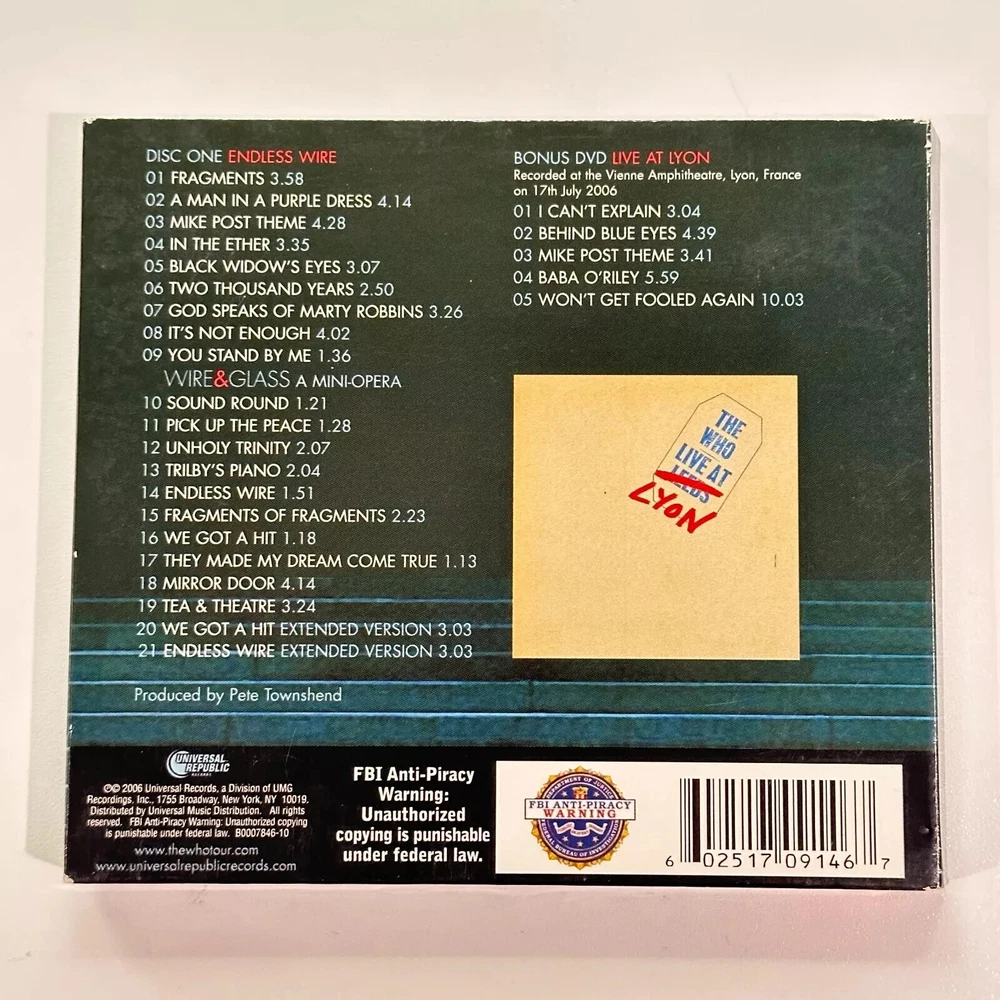 DISC ONE ENDLESS WIRE
01 FRAGMENTS 3.58
02 A MAN IN A PURPLE DRESS 4.14
03 MIKE POST THEME 4.28
04 IN THE ETHER 3.35
05 BLACK WIDOW'S EYES 3.07
06 TWO THOUSAND YEARS 2.50
07 GOD SPEAKS OF MARTY ROBBINS 3.26
08 IT'S NOT ENOUGH 4.02
09 YOU STAND BY ME 1.36
WIRE&GLASS A MINI-OPERA
10 SOUND ROUND 1.21
11 PICK UP THE PEACE 1.28
12 UNHOLY TRINITY 2.07
13 TRILBY'S PIANO 2.04
14 ENDLESS WIRE 1.51
15 FRAGMENTS OF FRAGMENTS 2.23
16 WE GOT A HIT 1.18
17 THEY MADE MY DREAM COME TRUE 1.13
18 MIRROR DOOR 4.14
19 TEA & THEATRE 3.24
20 WE GOT A HIT EXTENDED VERSION 3.03
21 ENDLESS WIRE EXTENDED VERSION 3.03
Produced by Pete Townshend
BONUS DVD LIVE AT LYON
Recorded at the Vienne Amphitheatre, Lyon, France
on 17th July 2006
01 I CAN'T EXPLAIN 3.04
02 BEHIND BLUE EYES 4.39
03 MIKE POST THEME 3.41
04 BABA O'RILEY 5.59
05 WON'T GET FOOLED AGAIN 10.03
THE
WHO
LIVE AT
LEEDS
LYON
UNIVERSAL
REPUBLIC
RECORDS
℗© 2006 Universal Records, a Division of UMG
Recordings, Inc., 1755 Broadway, New York, NY 10019.
Distributed by Universal Music Distribution. All rights
reserved. FBI Anti-Piracy Warning: Unauthorized copying
is punishable under federal law. B0007846-10
www.thewhotour.com
www.universalrepublicrecords.com
FBI Anti-Piracy
Warning:
Unauthorized
copying is punishable
under federal law.
DEPARTMENT OF JUSTICE
FBI ANTI-PIRACY
WARNING
FEDERAL BUREAU OF INVESTIGATION
6 02517 09146 7